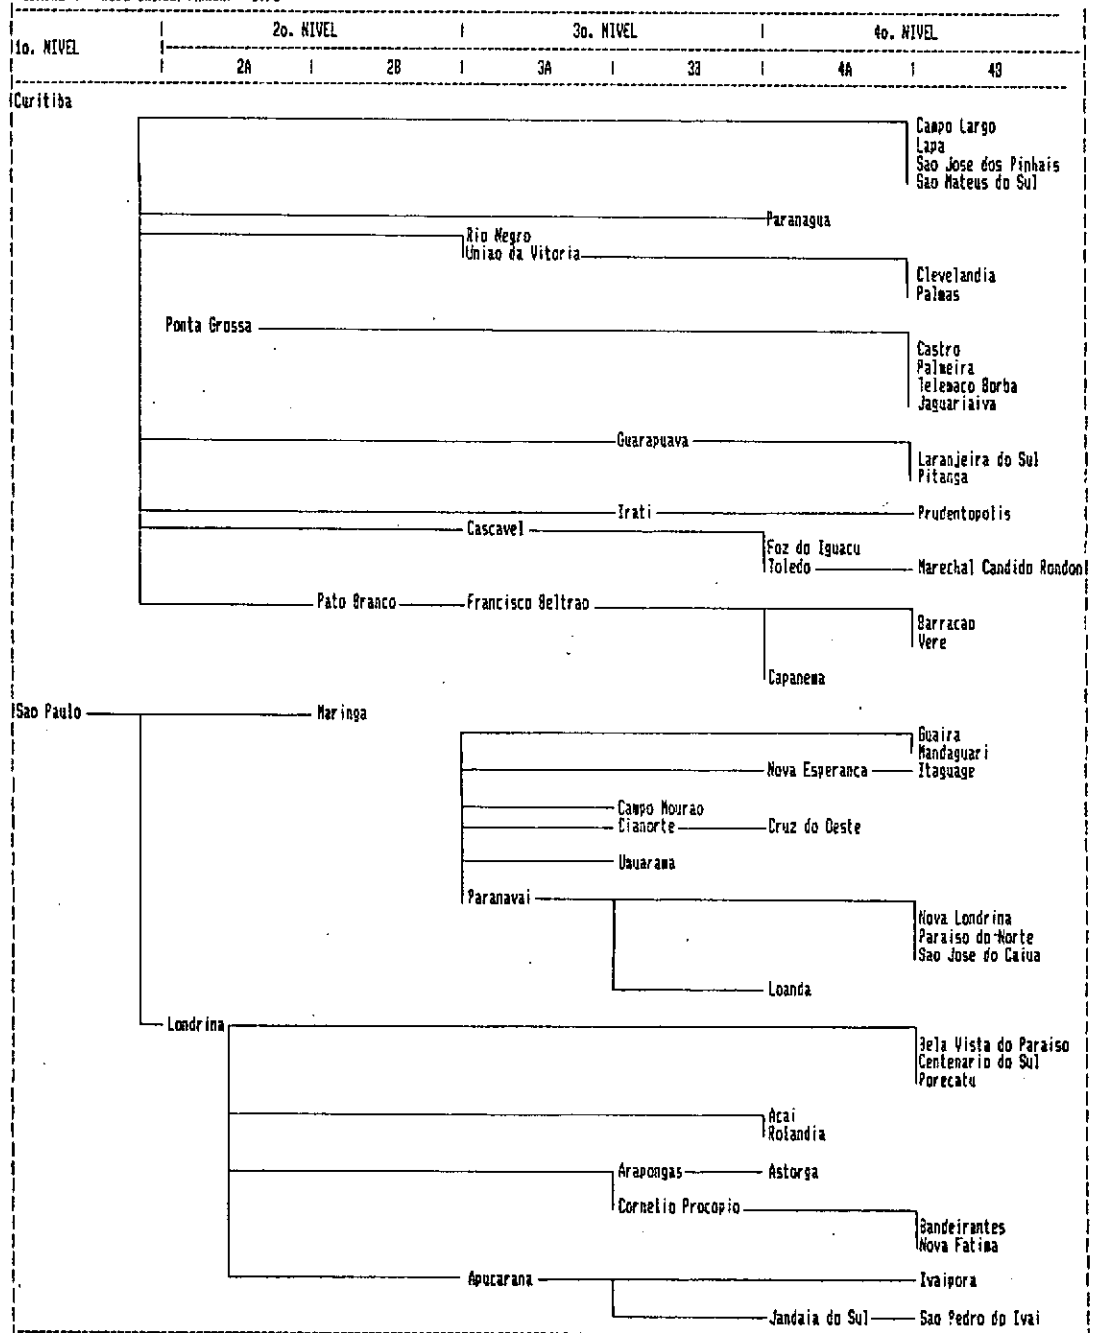 2o. NIVEL 3o. NIVEL 4o. NIVEL
1o. NIVEL
2A 2B 3A 3B 4A 4B
Curitiba
Campo Largo
Lapa
Sao Jose dos Pinhais
Sao Mateus do Sul
Paranagua
Rio Negro
Uniao da Vitoria
Clevelandia
Palmas
Ponta Grossa
Castro
Palmeira
Telemaco Borba
Jaguariaiva
Guarapuava
Laranjeira do Sul
Pitanga
Irati Prudentopolis
Cascavel
Foz do Iguacu
Toledo Marechal Candido Rondon
Pato Branco Francisco Beltrao
Barracao
Vere
Capanema
Sao Paulo Maringa
Guaira
Mandaguari
Nova Esperanca Itaguage
Campo Mourao
Cianorte Cruz do Oeste
Umuarama
Paranavai
Nova Londrina
Paraiso do Norte
Sao Jose do Caiua
Loanda
Londrina
Bela Vista do Paraiso
Centenario do Sul
Porecatu
Acai
Rolandia
Arapongas Astorga
Cornelio Procopio
Bandeirantes
Nova Fatima
Apucarana Ivaipora
Jandaia do Sul Sao Pedro do Ivai